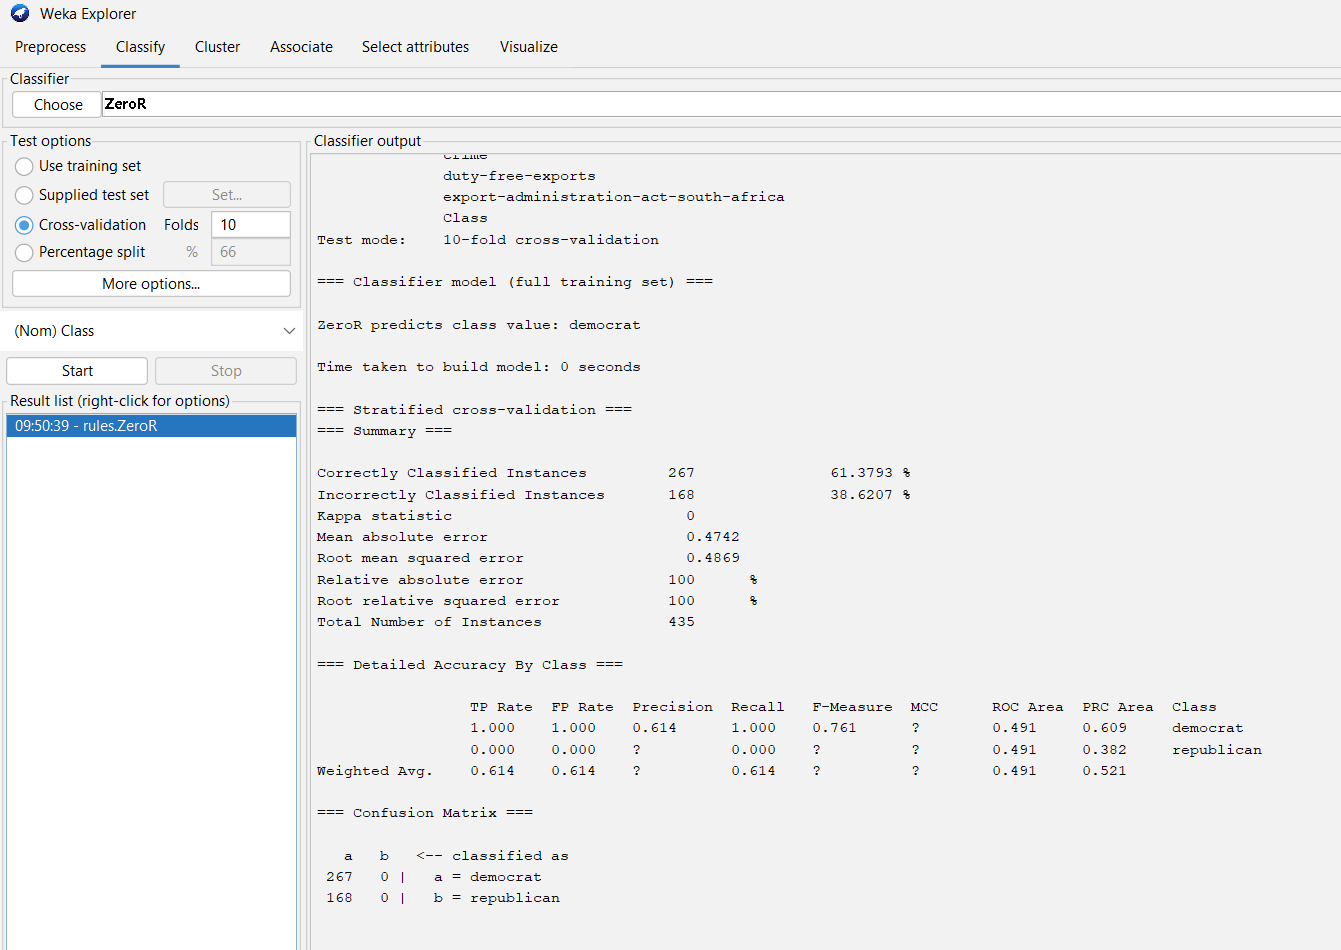 Weka Explorer
Preprocess Classify Cluster Associate Select attributes Visualize
Classifier
Choose ZeroR
Test options
Use training set
Supplied test set Set...
Cross-validation Folds 10
Percentage split % 66
More options...
(Nom) Class
Start Stop
Result list (right-click for options)
09:50:39 - rules.ZeroR
Classifier output
crime
duty-free-exports
export-administration-act-south-africa
Class
Test mode: 10-fold cross-validation
=== Classifier model (full training set) ===
ZeroR predicts class value: democrat
Time taken to build model: 0 seconds
=== Stratified cross-validation ===
=== Summary ===
Correctly Classified Instances 267 61.3793 %
Incorrectly Classified Instances 168 38.6207 %
Kappa statistic 0
Mean absolute error 0.4742
Root mean squared error 0.4869
Relative absolute error 100 %
Root relative squared error 100 %
Total Number of Instances 435
=== Detailed Accuracy By Class ===
TP Rate FP Rate Precision Recall F-Measure MCC ROC Area PRC Area Class
1.000 1.000 0.614 1.000 0.761 ? 0.491 0.609 democrat
0.000 0.000 ? 0.000 ? ? 0.491 0.382 republican
Weighted Avg. 0.614 0.614 ? 0.614 ? ? 0.491 0.521
=== Confusion Matrix ===
a b <-- classified as
267 0 | a = democrat
168 0 | b = republican